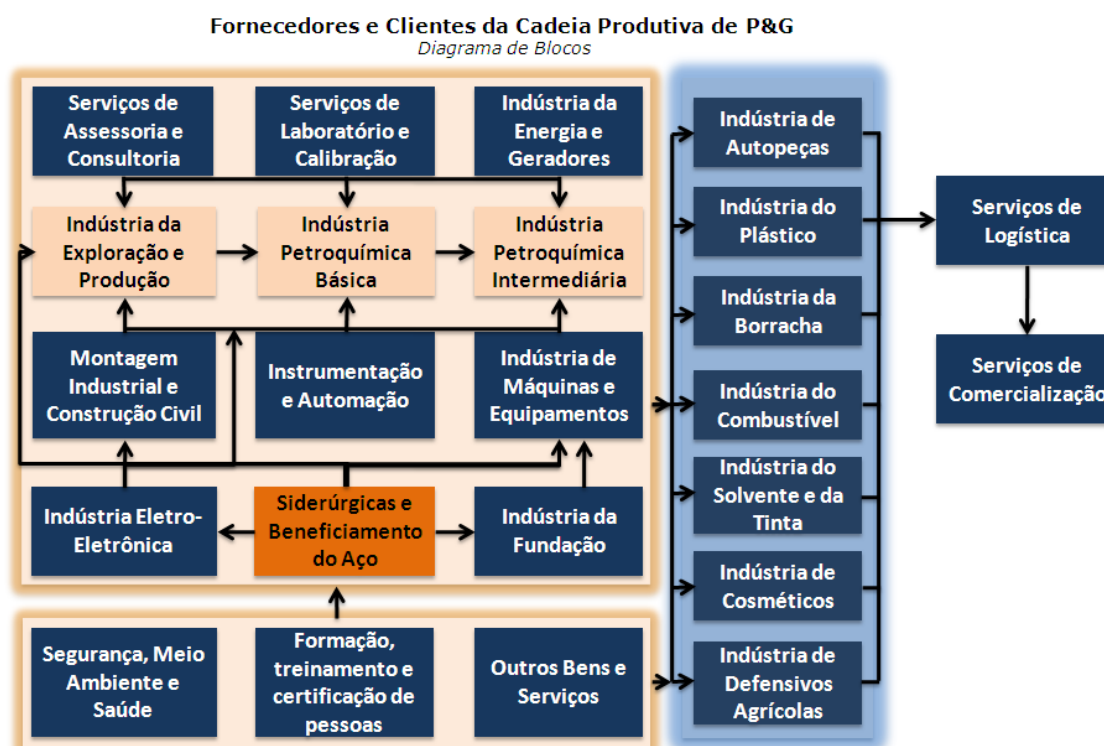 Fornecedores e Clientes da Cadeia Produtiva de P&G
Diagrama de Blocos
Serviços de
Assessoria e
Consultoria
Serviços de
Laboratório e
Calibração
Indústria da
Energia e
Geradores
Indústria da
Exploração e
Produção
Indústria
Petroquímica
Básica
Indústria
Petroquímica
Intermediária
Montagem
Industrial e
Construção Civil
Instrumentação
e Automação
Indústria de
Máquinas e
Equipamentos
Indústria Eletro-
Eletrônica
Siderúrgicas e
Beneficiamento
do Aço
Indústria da
Fundação
Segurança, Meio
Ambiente e
Saúde
Formação,
treinamento e
certificação de
pessoas
Outros Bens e
Serviços
Indústria de
Autopeças
Indústria do
Plástico
Indústria da
Borracha
Indústria do
Combustível
Indústria do
Solvente e da
Tinta
Indústria de
Cosméticos
Indústria de
Defensivos
Agrícolas
Serviços de
Logística
Serviços de
Comercialização